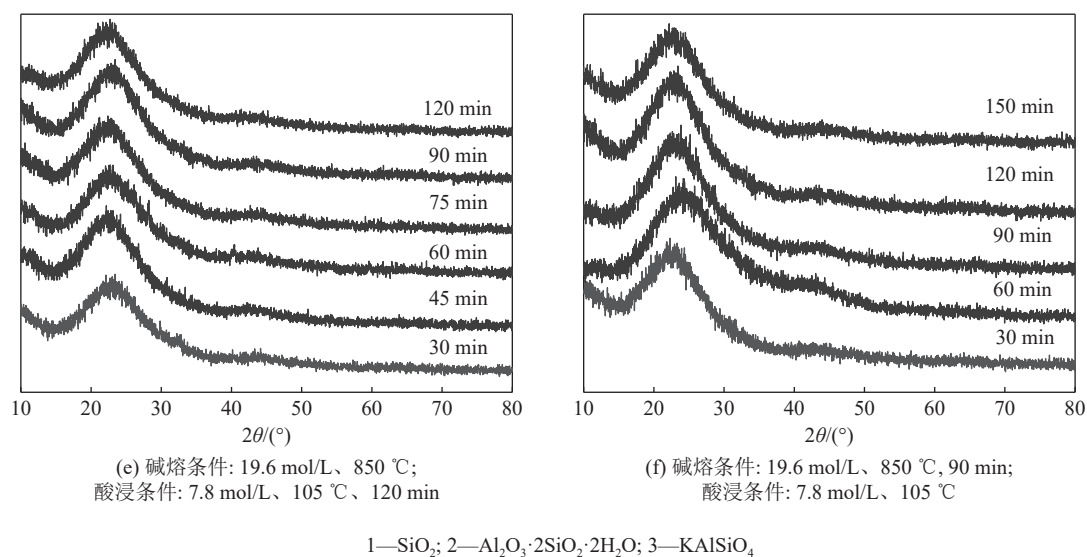 120 min
90 min
75 min
60 min
45 min
30 min
10 20 30 40 50 60 70 80
2θ/(°)
(e) 碱熔条件: 19.6 mol/L、850 ℃;
酸浸条件: 7.8 mol/L、105 ℃、120 min
150 min
120 min
90 min
60 min
30 min
10 20 30 40 50 60 70 80
2θ/(°)
(f) 碱熔条件: 19.6 mol/L、850 ℃, 90 min;
酸浸条件: 7.8 mol/L、105 ℃
1—SiO₂; 2—Al₂O₃·2SiO₂·2H₂O; 3—KAlSiO₄